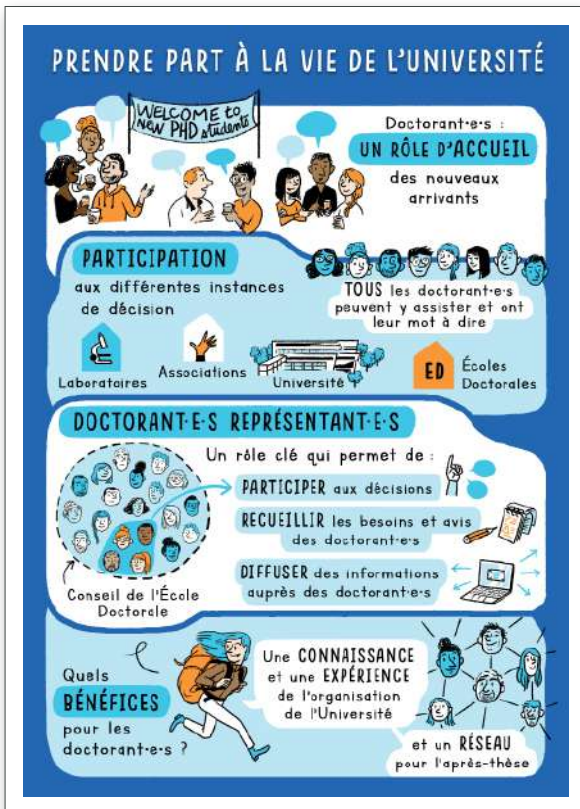 PRENDRE PART À LA VIE DE L'UNIVERSITÉ
WELCOME to
NEW PHD students
Doctorant·e·s :
UN RÔLE D'ACCUEIL
des nouveaux
arrivants
PARTICIPATION
aux différentes instances
de décision
TOUS les doctorant·e·s
peuvent y assister et ont
leur mot à dire
Laboratoires
Associations
Université
ED
Écoles
Doctorales
DOCTORANT·E·S REPRÉSENTANT·E·S
Un rôle clé qui permet de :
PARTICIPER aux décisions
RECUEILLIR les besoins et avis
des doctorant·e·s
DIFFUSER des informations
auprès des doctorant·e·s
Conseil de l'École
Doctorale
Quels
BÉNÉFICES
pour les
doctorant·e·s ?
Une CONNAISSANCE
et une EXPÉRIENCE
de l'organisation
de l'Université
et un RÉSEAU
pour l'après-thèse